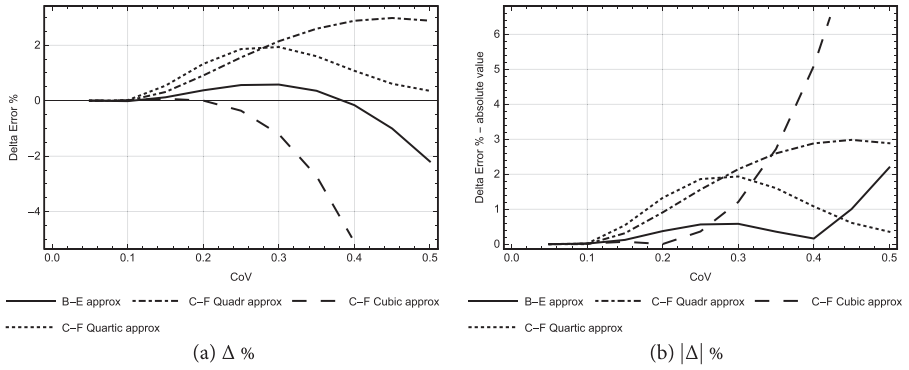 Delta Error %
2
0
−2
−4
0.0 0.1 0.2 0.3 0.4 0.5
CoV
B−E approx C−F Quadr approx C−F Cubic approx
C−F Quartic approx
(a) Δ %
Delta Error % − absolute value
6
5
4
3
2
1
0
0.0 0.1 0.2 0.3 0.4 0.5
CoV
B−E approx C−F Quadr approx C−F Cubic approx
C−F Quartic approx
(b) |Δ| %